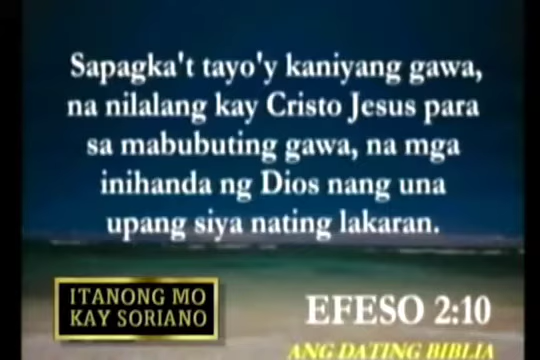 Sapagka't tayo'y kaniyang gawa,
na nilalang kay Cristo Jesus para
sa mabubuting gawa, na mga
inihanda ng Dios nang una
upang siya nating lakaran.
ITANONG MO
KAY SORIANO
EFESO 2:10
ANG DATING BIBLIA